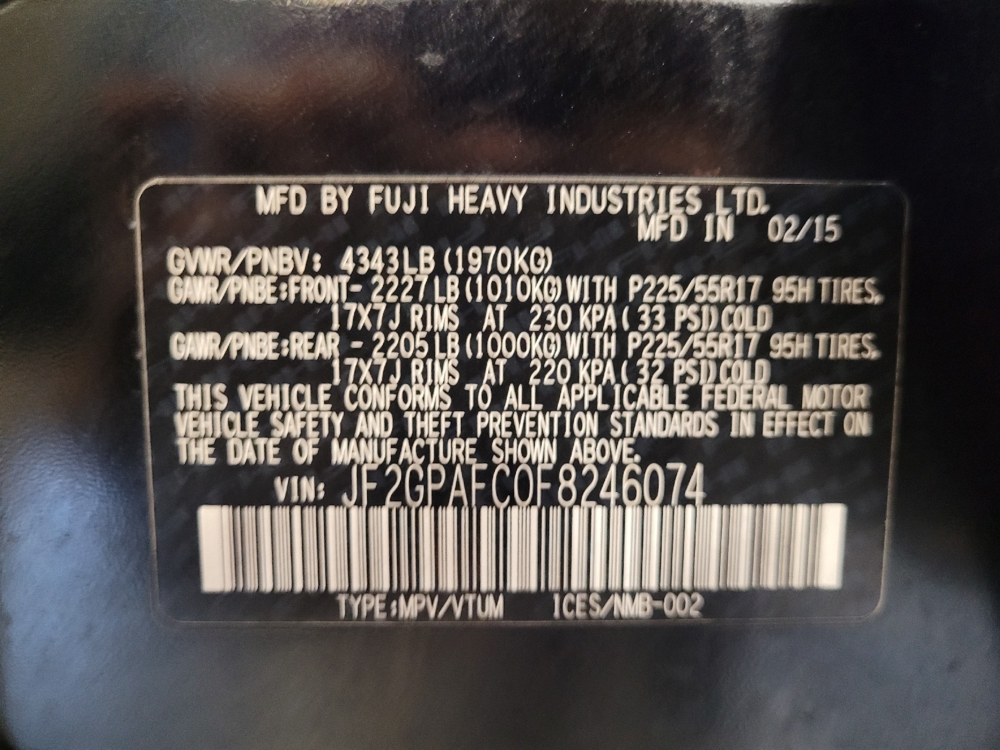 MFD BY FUJI HEAVY INDUSTRIES LTD.
MFD IN 02/15
GVWR/PNBV: 4343LB (1970KG)
GAWR/PNBE:FRONT- 2227 LB (1010KG) WITH P225/55R17 95H TIRES,
17X7J RIMS AT 230 KPA ( 33 PSI) COLD
GAWR/PNBE:REAR - 2205 LB (1000KG) WITH P225/55R17 95H TIRES,
17X7J RIMS AT 220 KPA ( 32 PSI) COLD
THIS VEHICLE CONFORMS TO ALL APPLICABLE FEDERAL MOTOR
VEHICLE SAFETY AND THEFT PREVENTION STANDARDS IN EFFECT ON
THE DATE OF MANUFACTURE SHOWN ABOVE.
VIN: JF2GPAFC0F8246074
TYPE:MPV/VTUM ICES/NMB-002